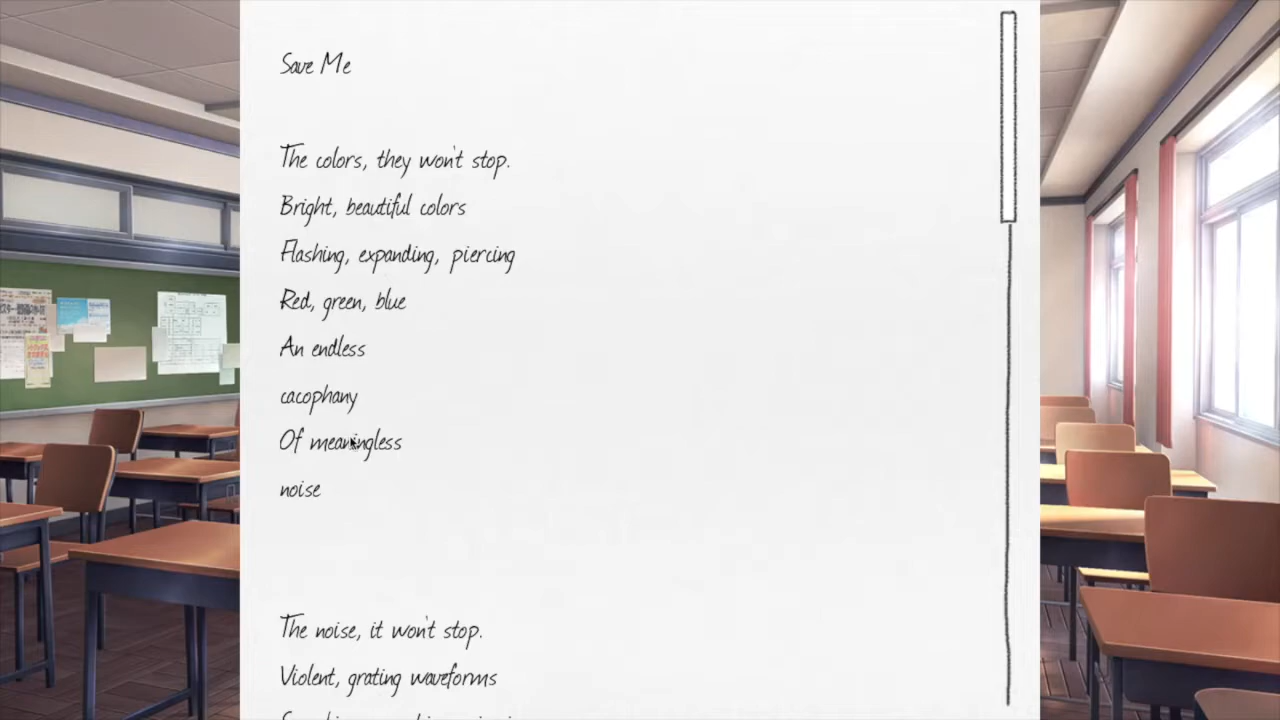 Save Me
The colors, they won't stop.
Bright, beautiful colors
Flashing, expanding, piercing
Red, green, blue
An endless
cacophany
Of meaningless
noise
The noise, it won't stop.
Violent, grating waveforms